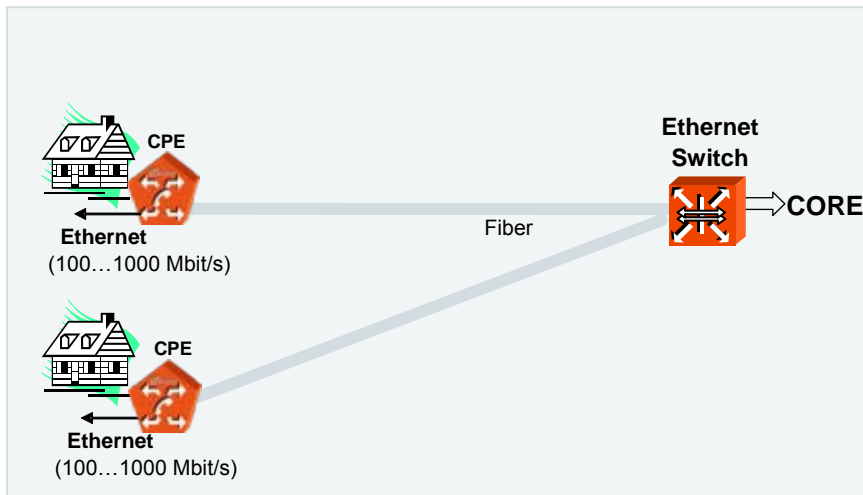 CPE
Ethernet
(100…1000 Mbit/s)
Fiber
Ethernet
Switch
CORE
CPE
Ethernet
(100…1000 Mbit/s)